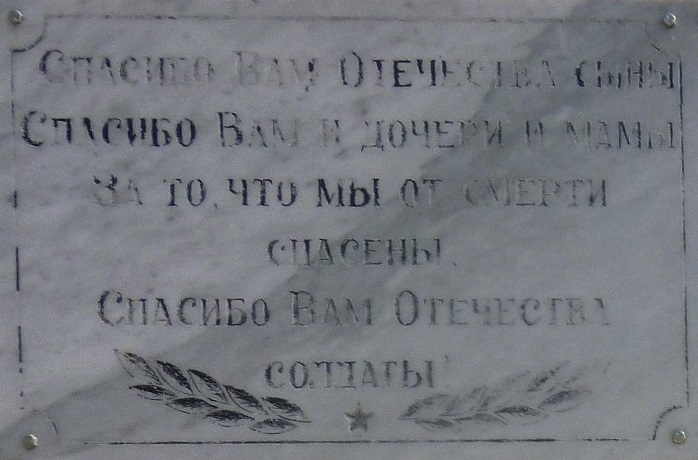 Спасибо Вам Отечества сыны
Спасибо Вам и дочери и мамы
За то, что мы от смерти
спасены.
Спасибо Вам Отечества
солдаты!